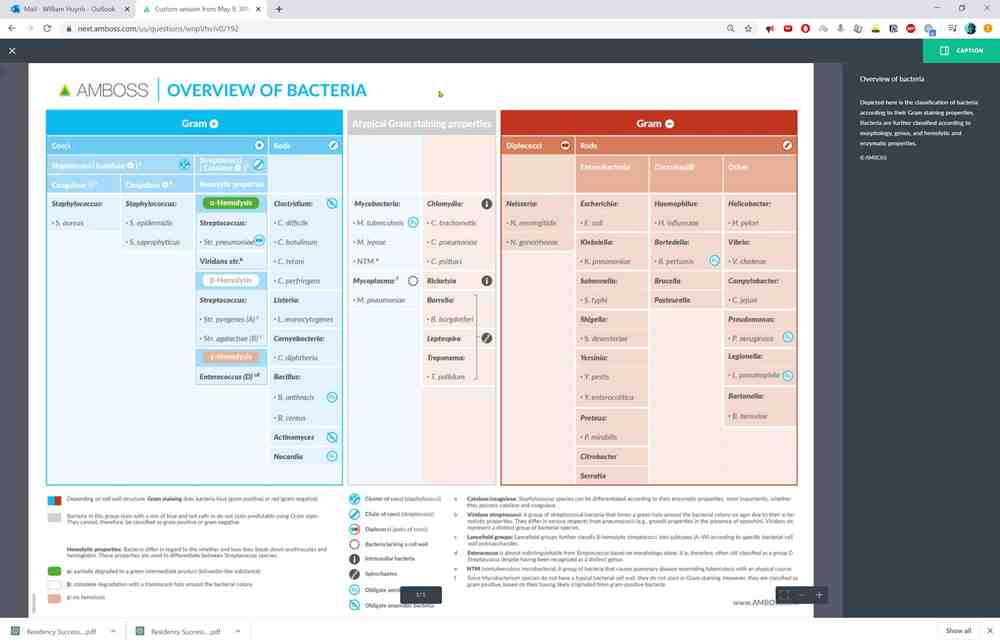 Mail - William Huynh - Outlook
Custom session from May 9, 201
next.amboss.com/us/questions/wnpVhv/v0/192
CAPTION
AMBOSS OVERVIEW OF BACTERIA
Overview of bacteria
Depicted here is the classification of bacteria
according to their Gram staining properties.
Bacteria are further classified according to
morphology, genus, and hemolytic and
enzymatic properties.
©AMBOSS
Gram +
Cocci
Rods
Coagulase
Coagulase
Hemolytic properties
Staphylococcus:
• S. aureus
Staphylococcus:
• S. epidermidis
• S. saprophyticus
α-Hemolysis
Streptococcus:
• Str. pneumoniae
Viridans str.ᵇ
β-Hemolysis
Streptococcus:
• Str. pyogenes (A) ᶜ
• Str. agalactiae (B) ᶜ
γ-Hemolysis
Enterococcus (D)
Clostridium:
• C. difficile
• C. botulinum
• C. tetani
• C. perfringens
Listeria:
• L. monocytogenes
Corynebacteria:
• C. diphtheria
Bacillus:
• B. anthracis
• B. cereus
Actinomyces
Nocardia
Atypical Gram staining properties
Mycobacteria:
• M. tuberculosis
• M. leprae
• NTM ᵉ
Mycoplasma:
• M. pneumoniae
Chlamydia:
• C. trachomatic
• C. pneumoniae
• C. psittaci
Rickettsia
Borrelia:
• B. burgdorferi
Leptospira
Treponema:
• T. pallidum
Gram −
Diplococci
Rods
Enterobacteria
Coccobacilli
Other
Neisseria:
• N. meningitidis
• N. gonorrhoeae
Escherichia:
• E. coli
Klebsiella:
• K. pneumoniae
Salmonella:
• S. typhi
Shigella:
• S. dysenteriae
Yersinia:
• Y. pestis
• Y. enterocolitica
Proteus:
• P. mirabilis
Citrobacter
Serratia
Haemophilus:
• H. influenzae
Bortedella:
• B. pertussis
Brucella
Pasteurella
Helicobacter:
• H. pylori
Vibrio:
• V. cholerae
Campylobacter:
• C. jejuni
Pseudomonas:
• P. aeruginosa
Legionella:
• L. pneumophila
Bartonella:
• B. henselae
Depending on cell wall structure, Gram staining dyes bacteria blue (gram positive) or red (gram negative)
Bacteria in this group stain with a mix of blue and red cells or do not stain predictably using Gram stain.
They cannot, therefore, be classified as gram positive or gram negative.
Hemolytic properties: Bacteria differ in regard to the whether and how they break down erythrocytes and
hemoglobin. These properties are used to differentiate between Streptococcus species
α: partially degraded to a green intermediate product (biliverdin-like substance)
β: complete degradation with a translucent halo around the bacterial colony
γ: no hemolysis
Cluster of cocci (staphylococci)
Chain of cocci (streptococci)
Diplococci (pairs of cocci)
Bacteria lacking a cell wall
Intracellular bacteria
Spirochaetes
Obligate
Obligate anaerobic bacteria
a Catalase/coagulase: Staphylococcus species can be differentiated according to their enzymatic properties, most importantly, whether
they possess catalase and coagulase.
b Viridans streptococci: A group of streptococcal bacteria that forms a green halo around the bacterial colony on agar due to their α-he-
molytic properties. They differ in various respects from pneumococci (e.g., growth properties in the presence of optochin). Viridans do
not represent a distinct group of bacterial species.
c Lancefield groups: Lancefield groups further classify β-hemolytic streptococci into subtypes (A–W) according to specific bacterial cell
wall polysaccharides.
d Enterococcus is almost indistinguishable from Streptococcus based on morphology alone. It is, therefore, often still classified as a group D
Streptococcus despite having been recognized as a distinct genus.
e NTM (nontuberculous mycobacteria): A group of bacteria that cause pulmonary disease resembling tuberculosis with an atypical course.
f Since Mycobacterium species do not have a typical bacterial cell wall, they do not stain in Gram staining. However, they are classified as
gram positive, based on their having likely originated from gram-positive bacteria
1/1
www.AMBOSS
Residency Success....pdf
Residency Success....pdf
Show all